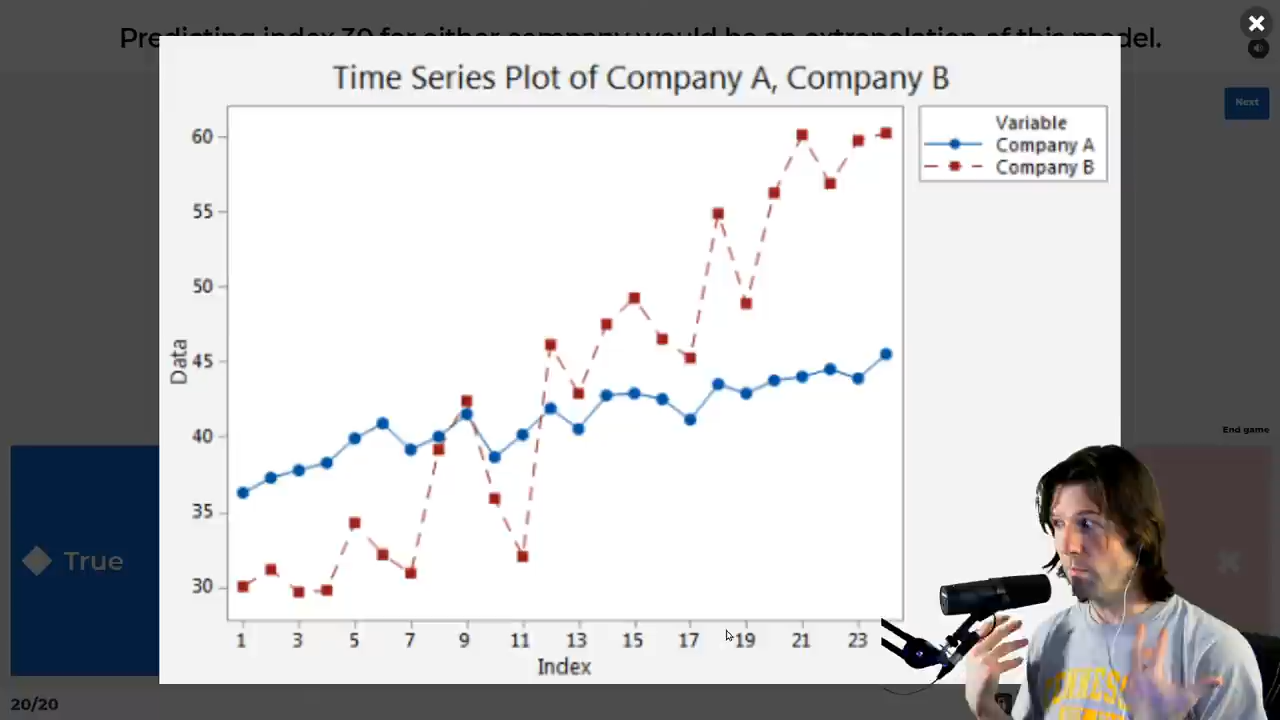 Predicting index 30 for either company would be an extrapolation of this model.
Time Series Plot of Company A, Company B
Next
Variable
Company A
Company B
60
55
50
45
40
35
30
Data
1 3 5 7 9 11 13 15 17 19 21 23
Index
End game
True
20/20